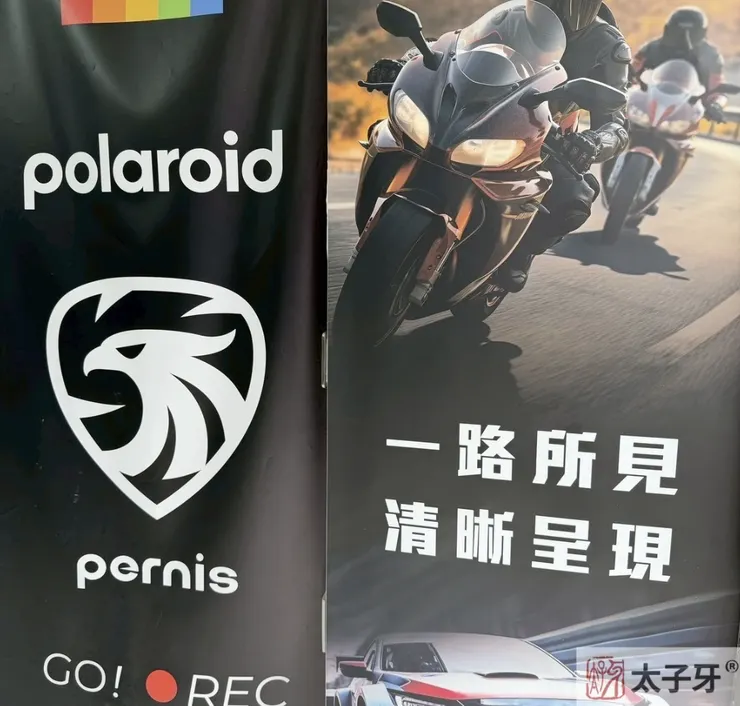 polaroid
pernis
GO! REC
一路所見
清晰呈現
太子牙®